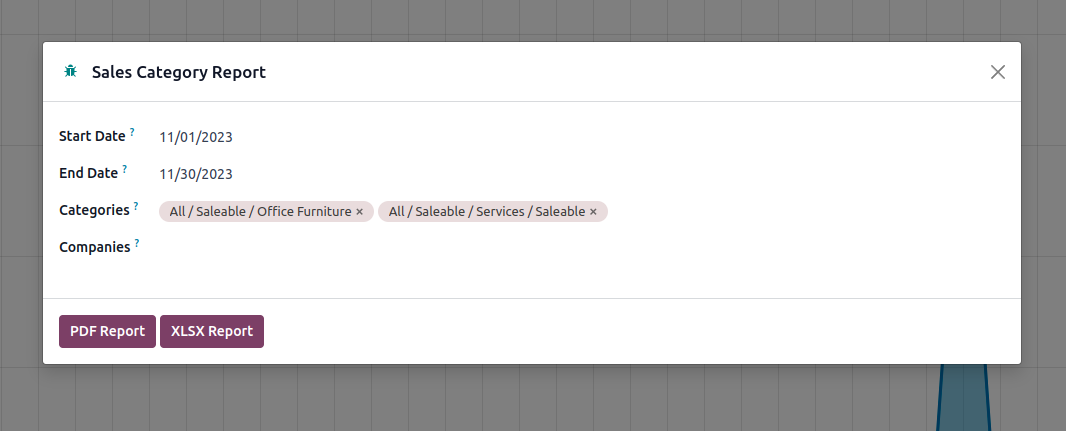 Sales Category Report
Start Date ? 11/01/2023
End Date ? 11/30/2023
Categories ? All / Saleable / Office Furniture × All / Saleable / Services / Saleable ×
Companies ?
PDF Report XLSX Report